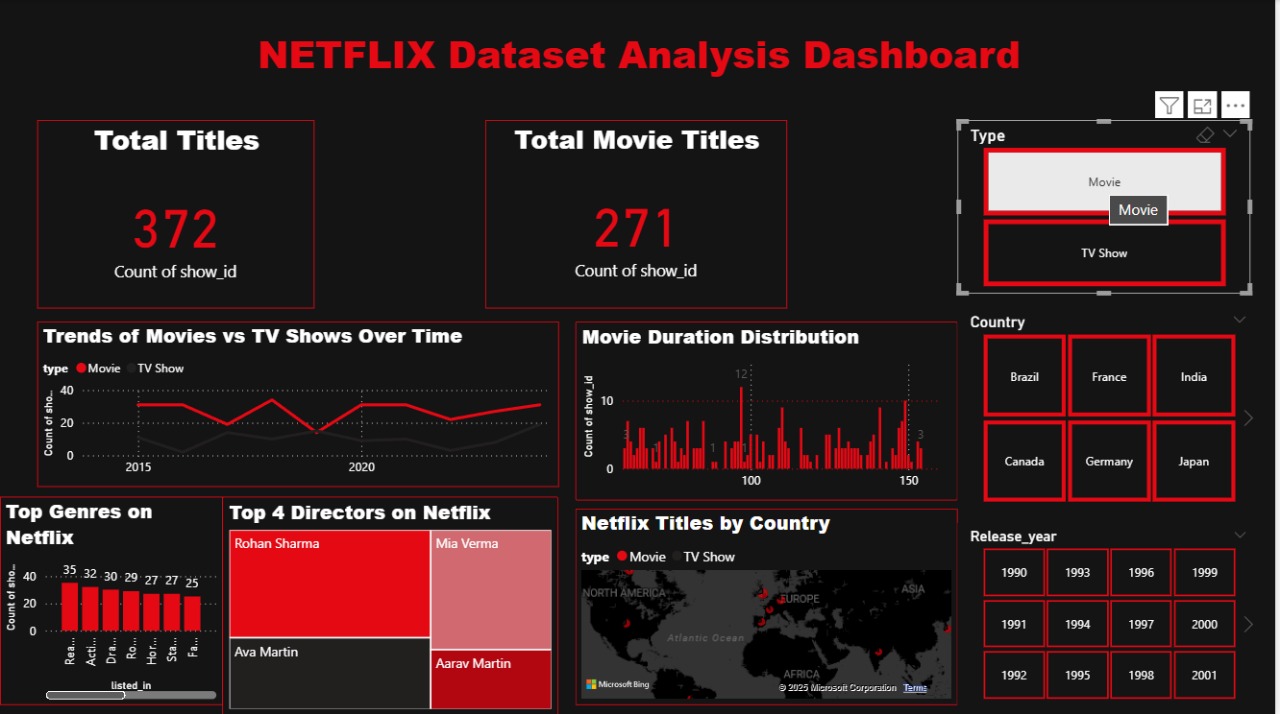 NETFLIX Dataset Analysis Dashboard
Total Titles
372
Count of show_id
Total Movie Titles
271
Count of show_id
Type
Movie
Movie
TV Show
Trends of Movies vs TV Shows Over Time
type Movie TV Show
Count of sho...
40
20
0
2015 2020
Movie Duration Distribution
Count of show_id
10
0
12
3
1
1
1
3
100 150
Country
Brazil France India
Canada Germany Japan
Top Genres on
Netflix
Count of sho...
40
20
0
35 32 30 29 27 27 25
Rea... Acti... Dra... Ro... Hor... Sta... Fa...
listed_in
Top 4 Directors on Netflix
Rohan Sharma
Mia Verma
Ava Martin
Aarav Martin
Netflix Titles by Country
type Movie TV Show
NORTH AMERICA
EUROPE
ASIA
Atlantic Ocean
AFRICA
Microsoft Bing
© 2025 Microsoft Corporation Terms
Release_year
1990 1993 1996 1999
1991 1994 1997 2000
1992 1995 1998 2001